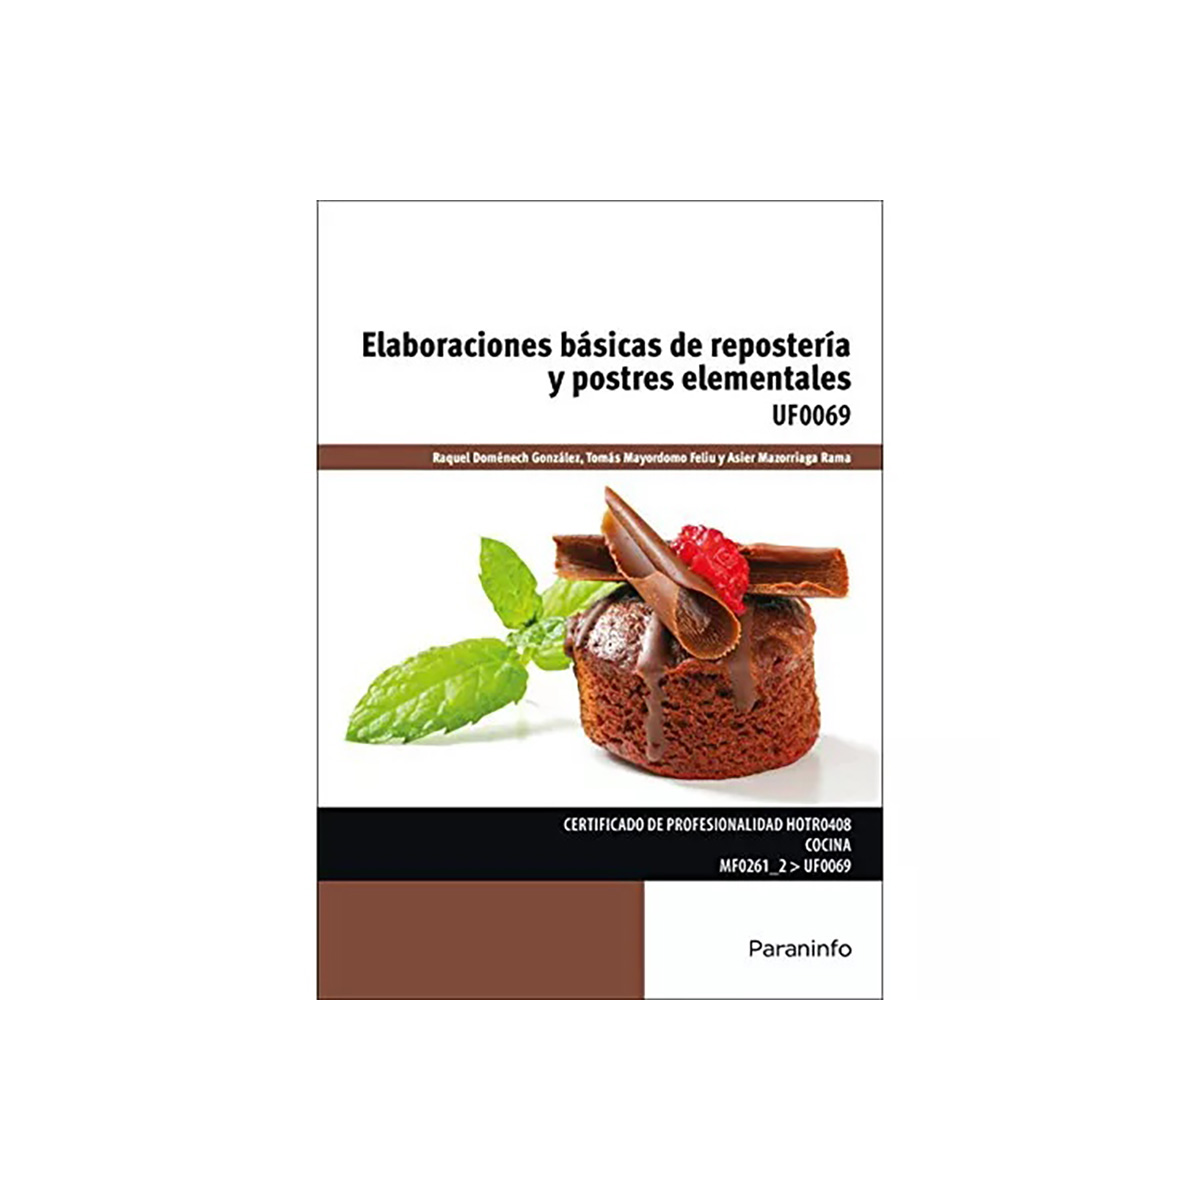 Elaboraciones básicas de repostería
y postres elementales
UF0069
Raquel Doménech González, Tomás Mayordomo Feliu y Asier Mazorriaga Rama
CERTIFICADO DE PROFESIONALIDAD HOTR0408
COCINA
MF0261_2 > UF0069
Paraninfo